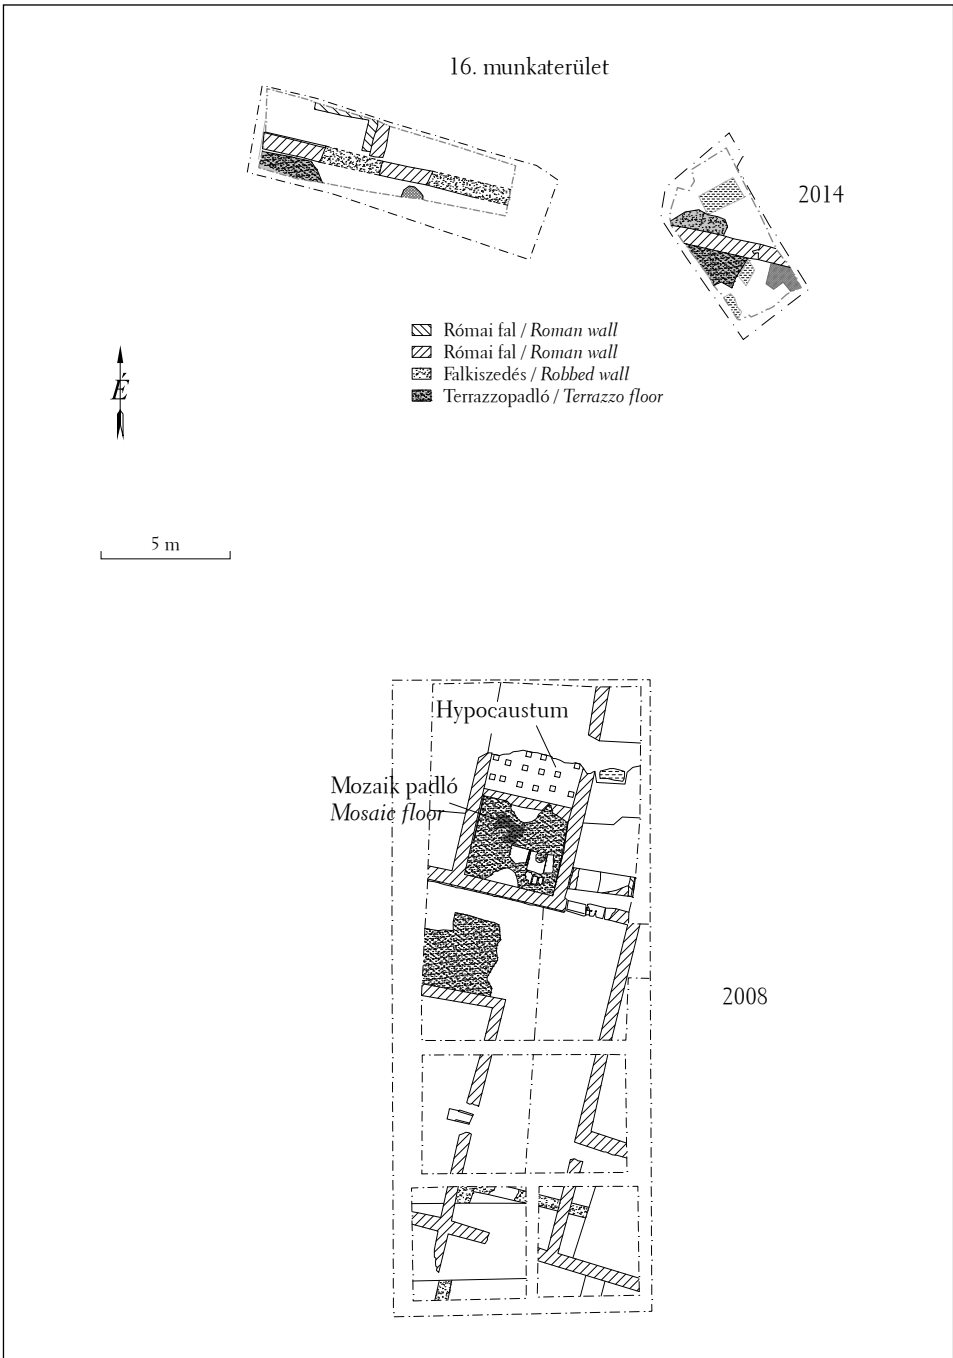 16. munkaterület
2014
Római fal / Roman wall
Római fal / Roman wall
Falkiszedés / Robbed wall
Terrazzopadló / Terrazzo floor
É
5 m
Hypocaustum
Mozaik padló
Mosaic floor
2008